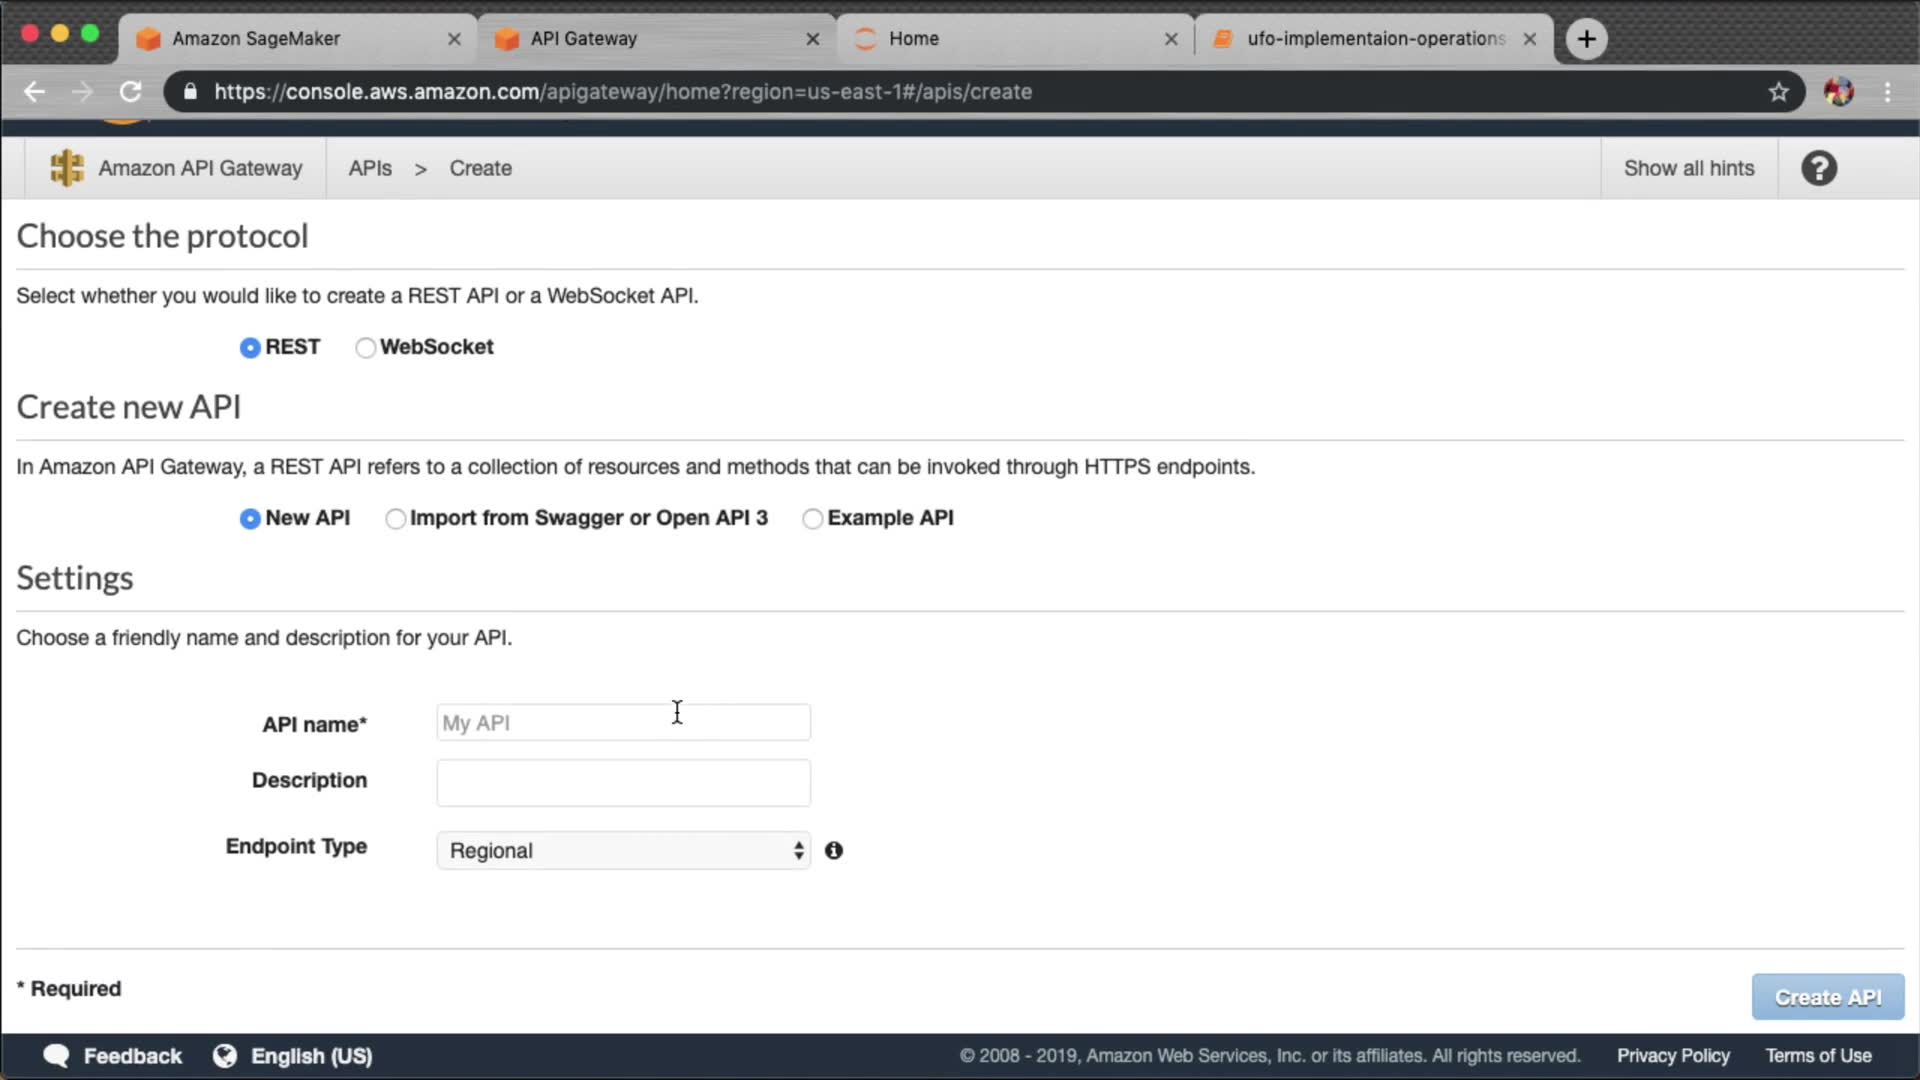 Amazon SageMaker
API Gateway
Home
ufo-implementaion-operations
https://console.aws.amazon.com/apigateway/home?region=us-east-1#/apis/create
Amazon API Gateway
APIs > Create
Show all hints
Choose the protocol
Select whether you would like to create a REST API or a WebSocket API.
REST WebSocket
Create new API
In Amazon API Gateway, a REST API refers to a collection of resources and methods that can be invoked through HTTPS endpoints.
New API Import from Swagger or Open API 3 Example API
Settings
Choose a friendly name and description for your API.
API name* My API
Description
Endpoint Type Regional
* Required
Create API
Feedback English (US) © 2008 - 2019, Amazon Web Services, Inc. or its affiliates. All rights reserved. Privacy Policy Terms of Use